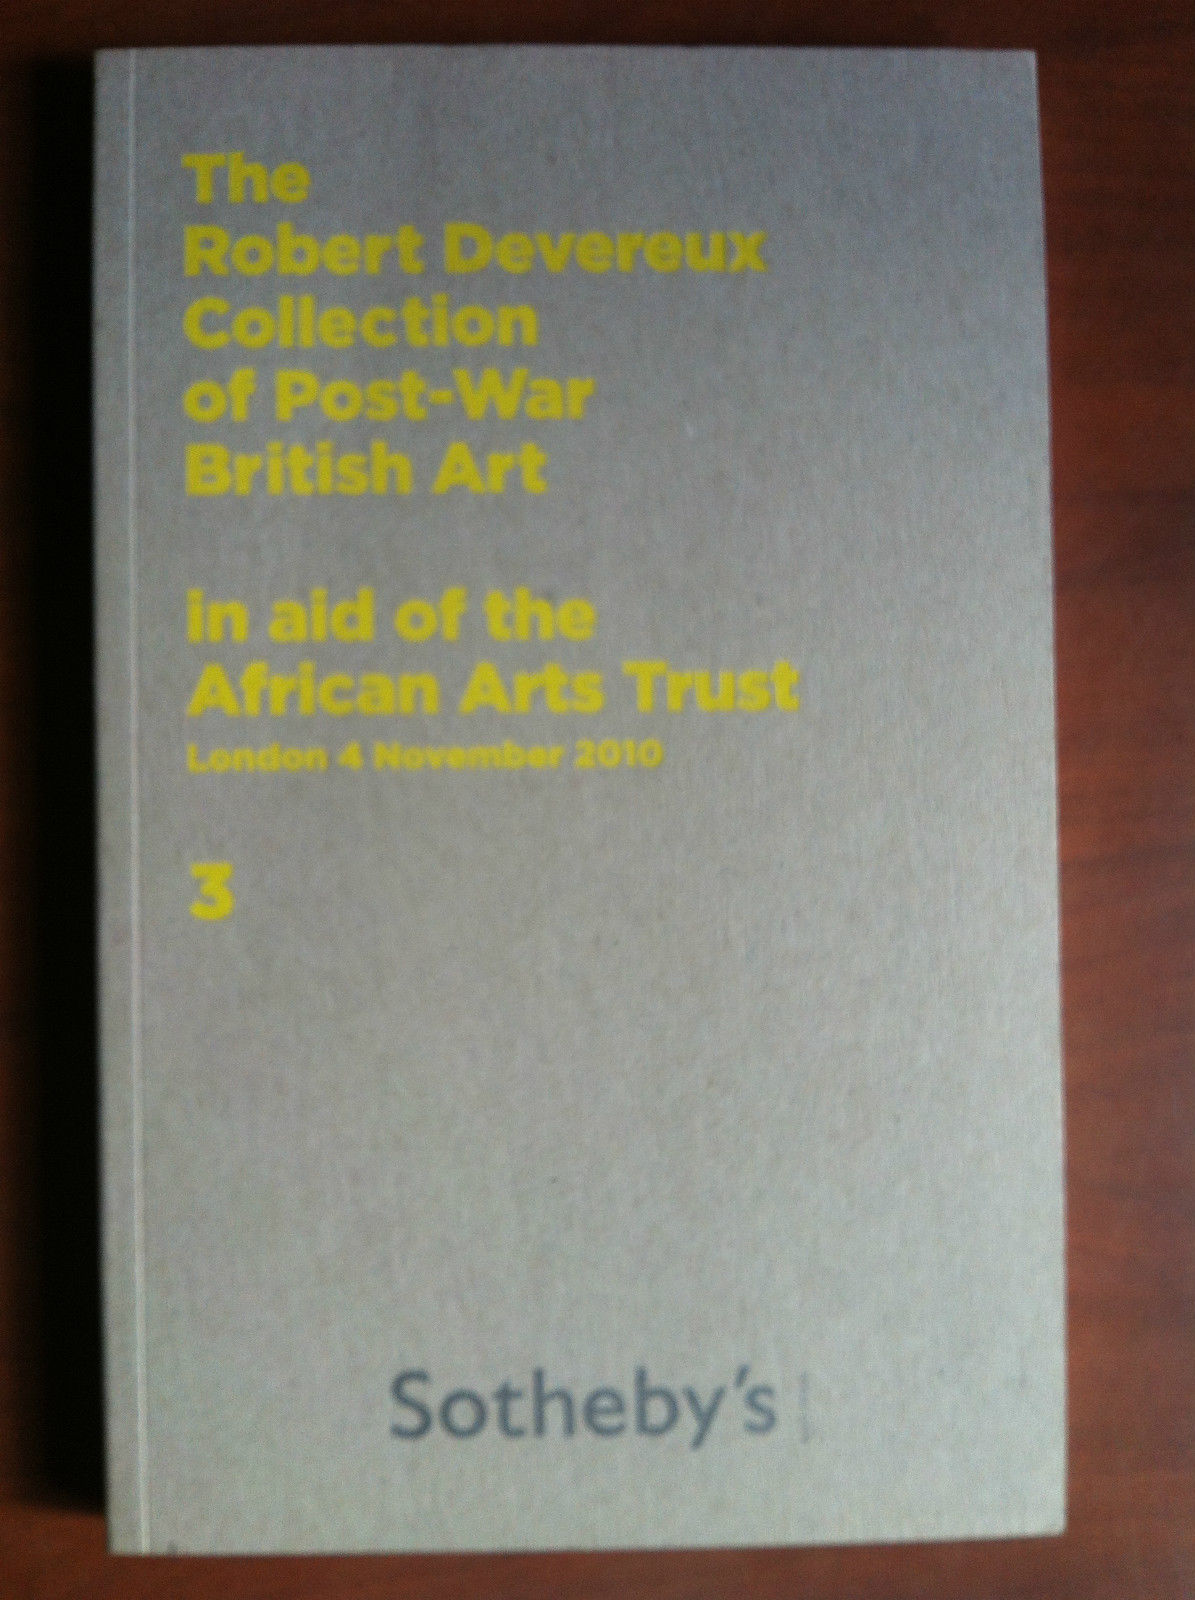 The
Robert Devereux
Collection
of Post-War
British Art
in aid of the
African Arts Trust
London 4 November 2010
3
Sotheby's